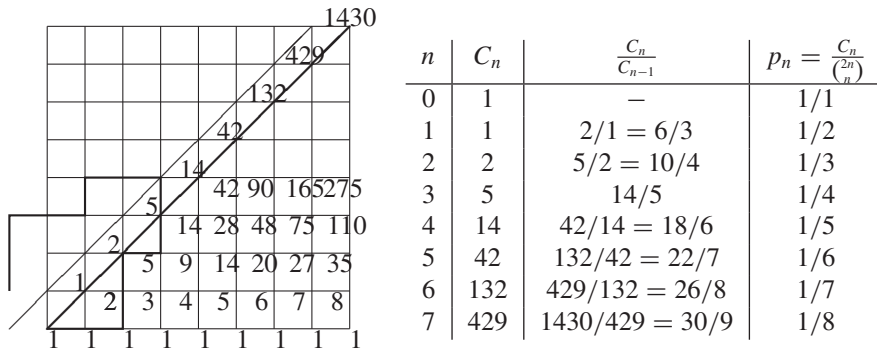 1430
429
132
42
14
42 90 165 275
5
14 28 48 75 110
2
5 9 14 20 27 35
1
2 3 4 5 6 7 8
1 1 1 1 1 1 1 1 1
n C_n C_n/C_{n-1} p_n = C_n/\binom{2n}{n}
0 1 − 1/1
1 1 2/1 = 6/3 1/2
2 2 5/2 = 10/4 1/3
3 5 14/5 1/4
4 14 42/14 = 18/6 1/5
5 42 132/42 = 22/7 1/6
6 132 429/132 = 26/8 1/7
7 429 1430/429 = 30/9 1/8